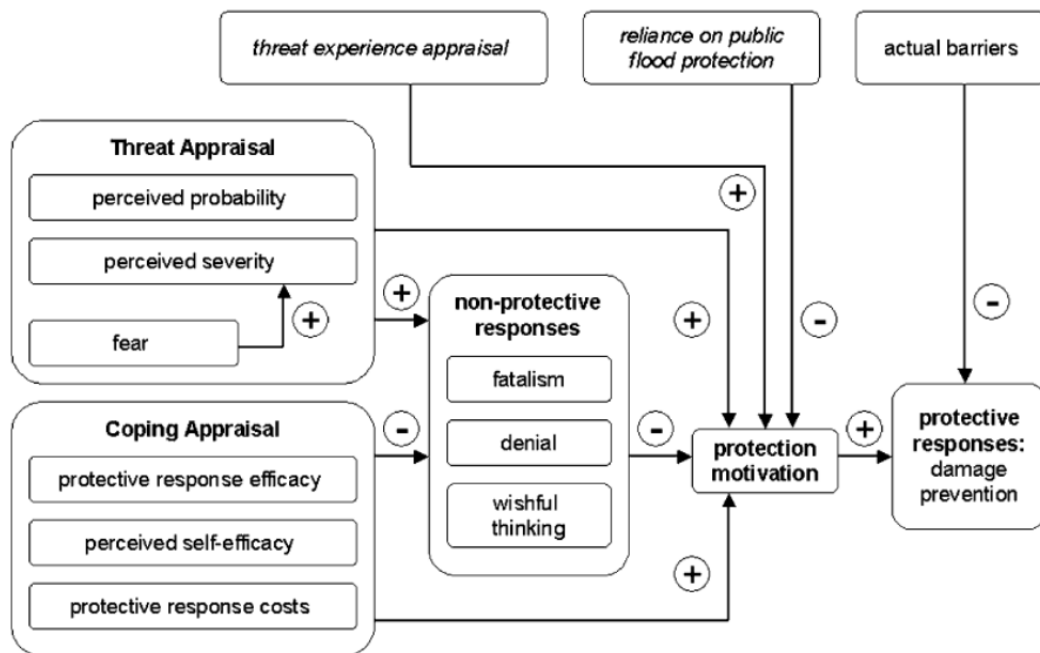 threat experience appraisal
reliance on public
flood protection
actual barriers
Threat Appraisal
perceived probability
perceived severity
fear
+
+
+
+
-
-
non-protective
responses
fatalism
denial
wishful
thinking
Coping Appraisal
protective response efficacy
perceived self-efficacy
protective response costs
-
-
+
protection
motivation
+
protective
responses:
damage
prevention